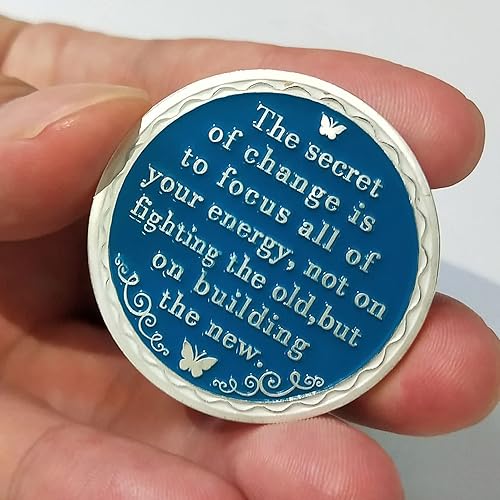 The secret
of change is
to focus all of
your energy, not on
fighting the old,but
on building
the new.